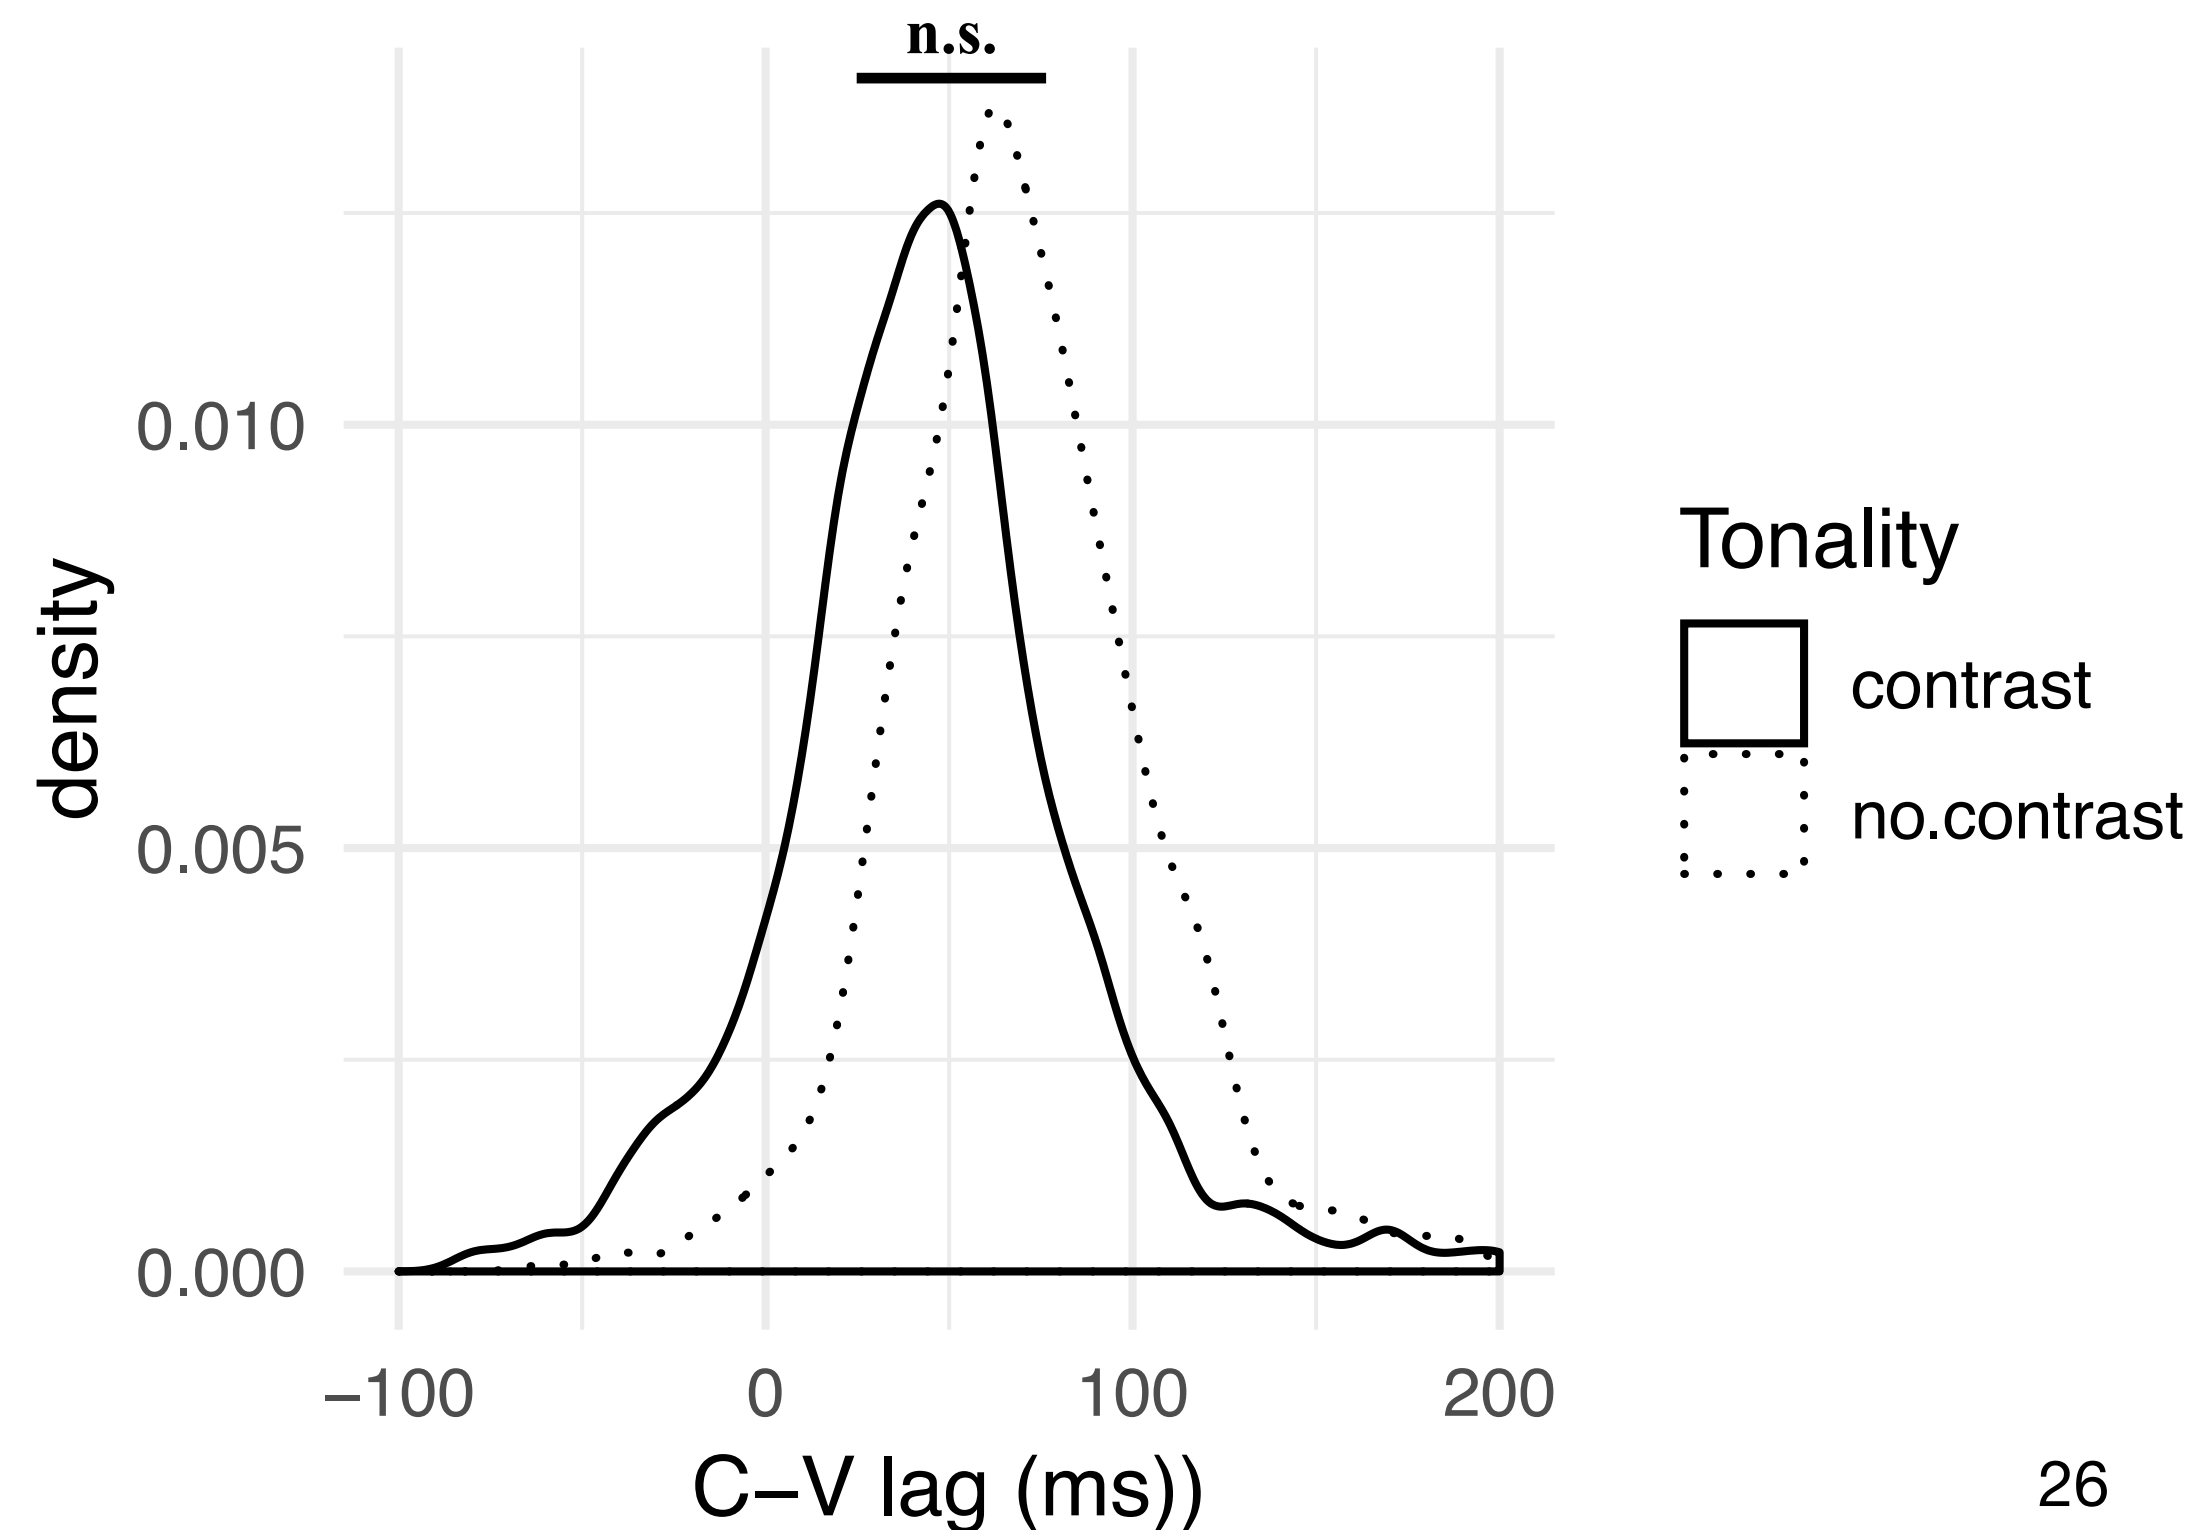 n.s.
0.010
0.005
0.000
density
−100
0
100
200
C−V lag (ms))
Tonality
contrast
no.contrast
26